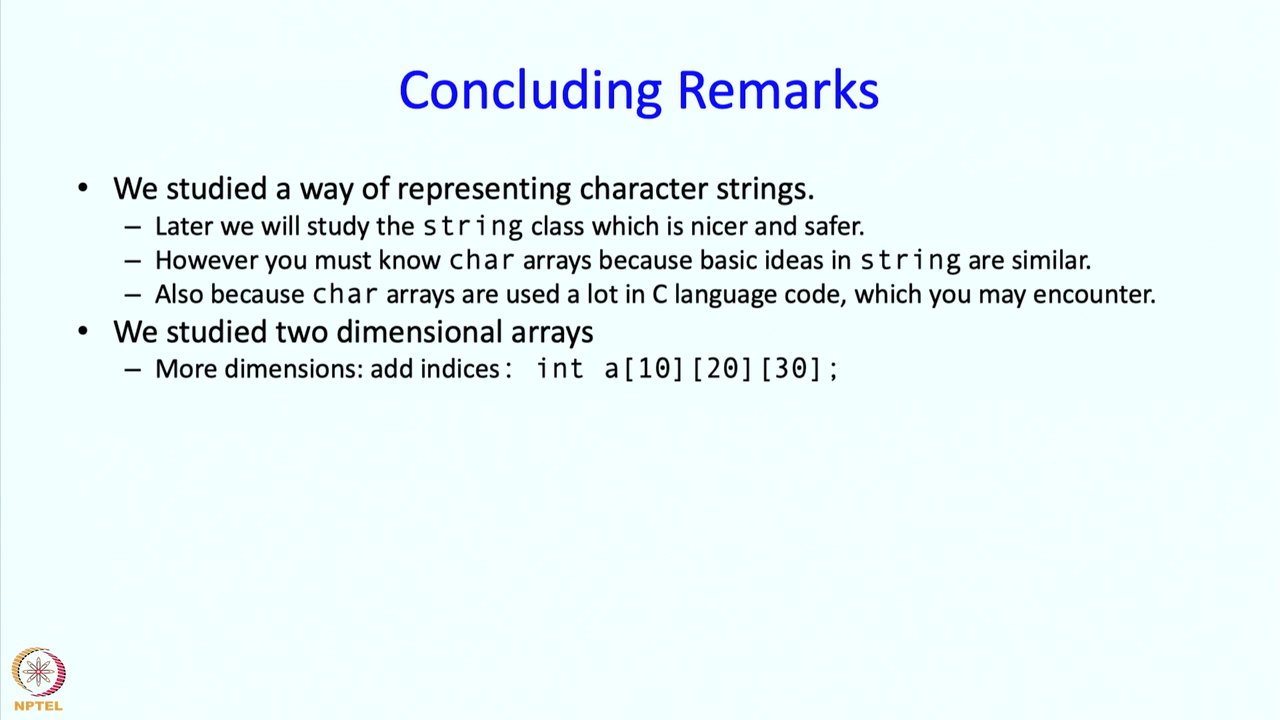 Concluding Remarks
• We studied a way of representing character strings.
– Later we will study the string class which is nicer and safer.
– However you must know char arrays because basic ideas in string are similar.
– Also because char arrays are used a lot in C language code, which you may encounter.
• We studied two dimensional arrays
– More dimensions: add indices: int a[10][20][30];
NPTEL